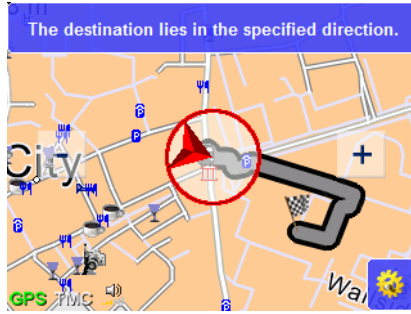 The destination lies in the specified direction.
City
GPS TMC